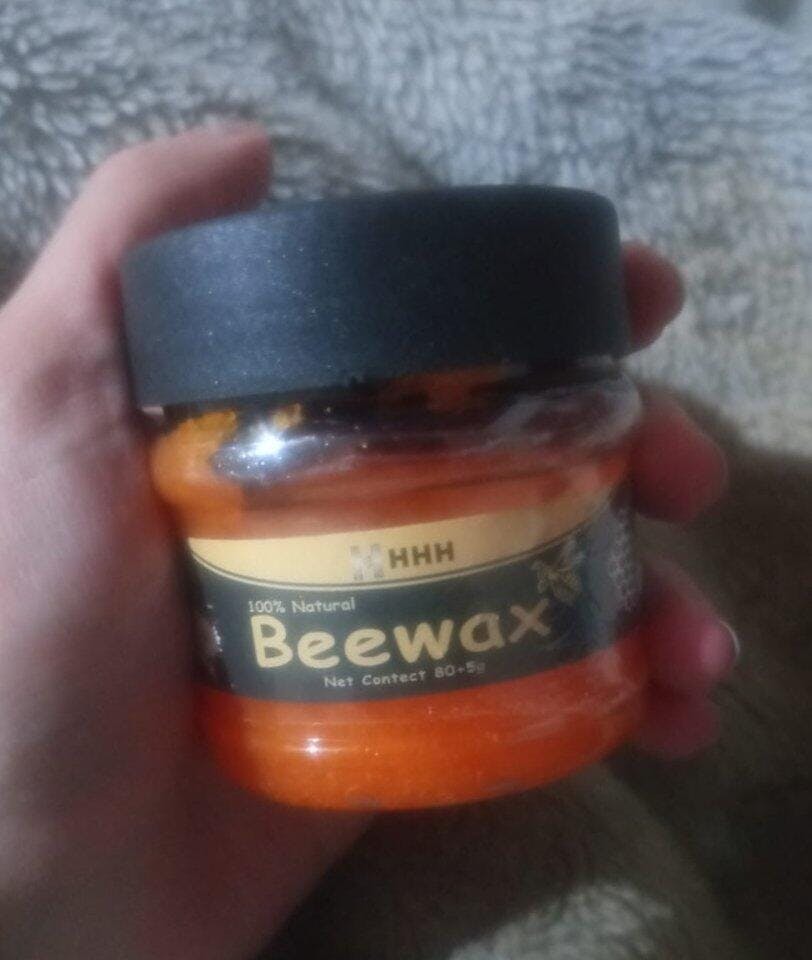 HHH
100% Natural
Beewax
Net Contect 80+5g